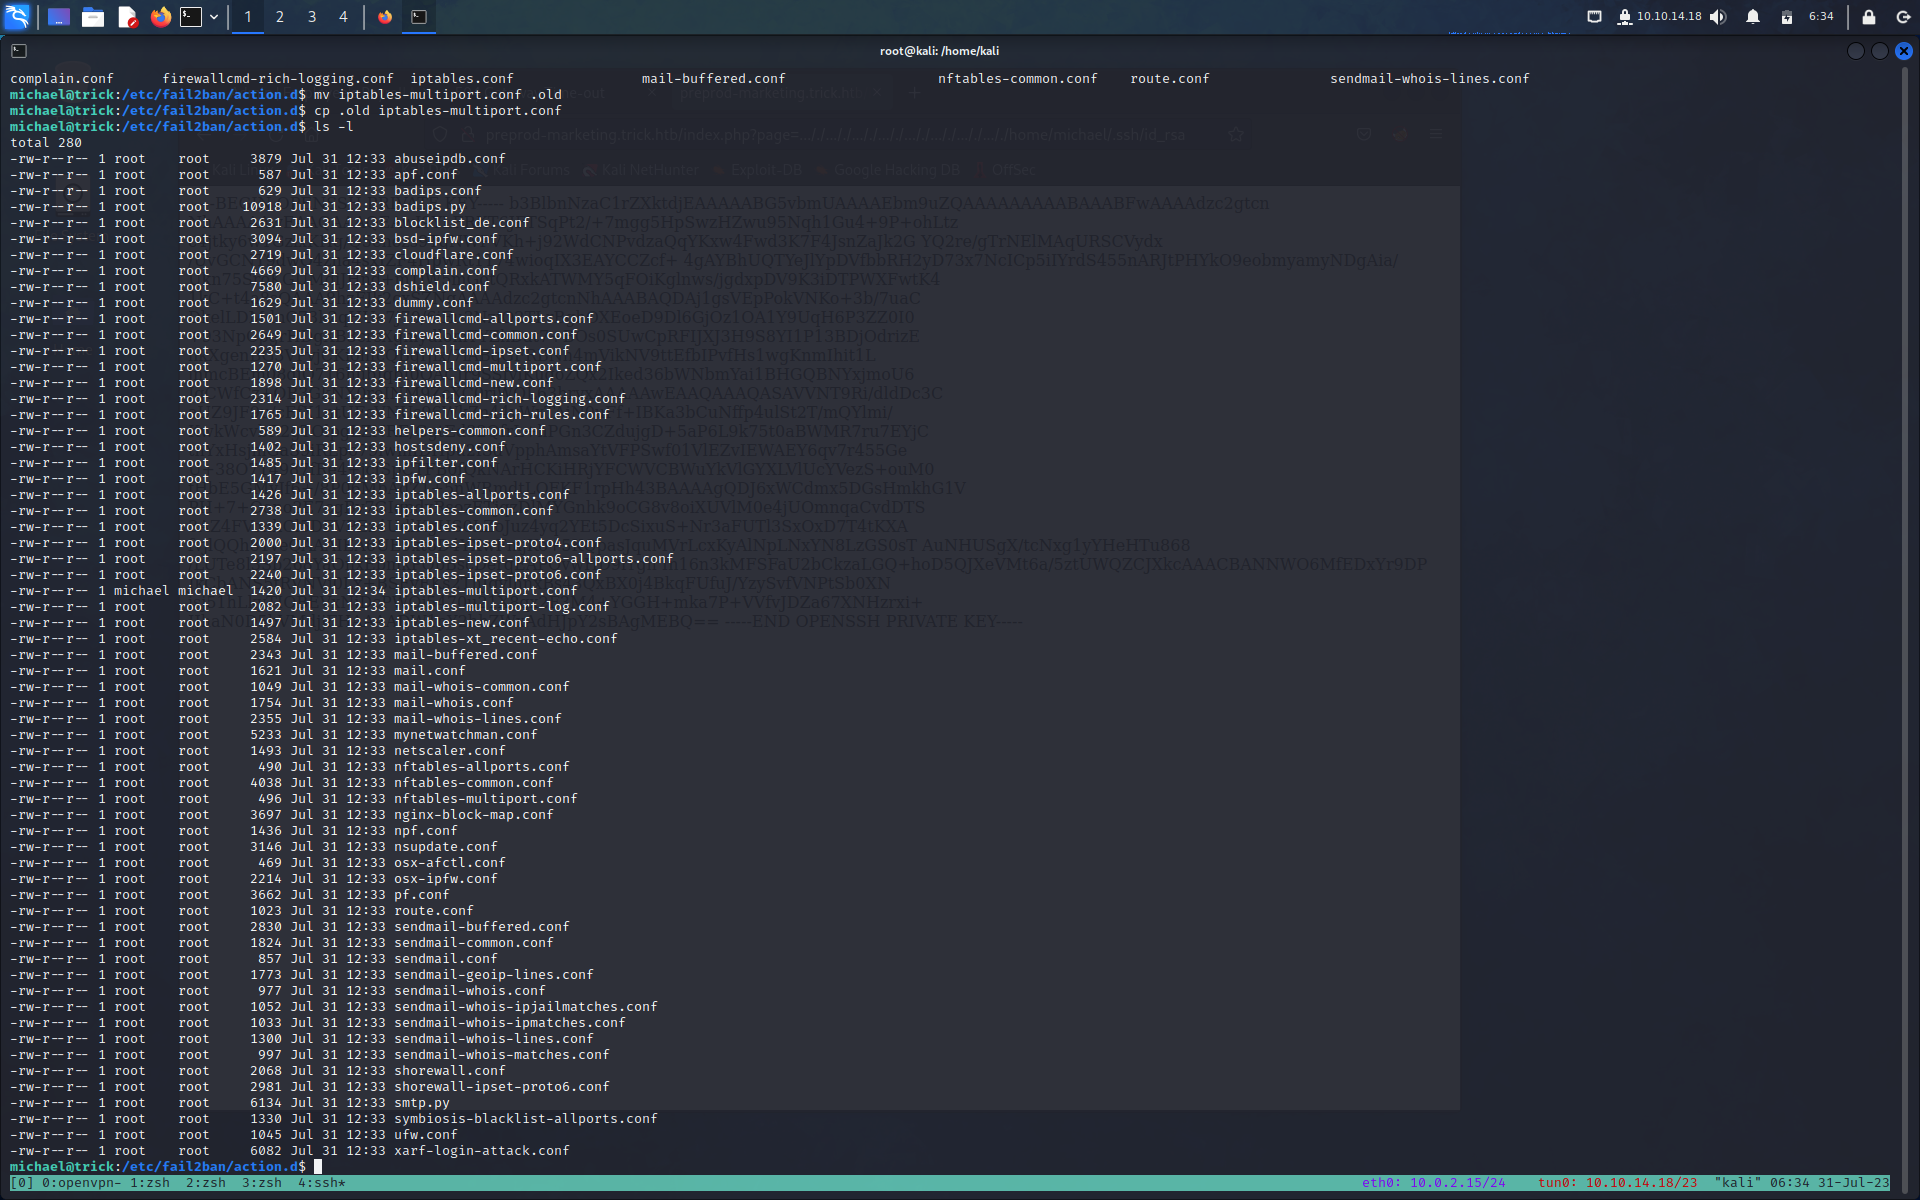 1 2 3 4 10.10.14.18 6:34
root@kali: /home/kali
complain.conf firewallcmd-rich-logging.conf iptables.conf mail-buffered.conf nftables-common.conf route.conf sendmail-whois-lines.conf
michael@trick:/etc/fail2ban/action.d$ mv iptables-multiport.conf .old
michael@trick:/etc/fail2ban/action.d$ cp .old iptables-multiport.conf
michael@trick:/etc/fail2ban/action.d$ ls -l
total 280
-rw-r--r-- 1 root root 3879 Jul 31 12:33 abuseipdb.conf
-rw-r--r-- 1 root root 587 Jul 31 12:33 apf.conf
-rw-r--r-- 1 root root 629 Jul 31 12:33 badips.conf
-rw-r--r-- 1 root root 10918 Jul 31 12:33 badips.py
-rw-r--r-- 1 root root 2631 Jul 31 12:33 blocklist_de.conf
-rw-r--r-- 1 root root 3094 Jul 31 12:33 bsd-ipfw.conf
-rw-r--r-- 1 root root 2719 Jul 31 12:33 cloudflare.conf
-rw-r--r-- 1 root root 4669 Jul 31 12:33 complain.conf
-rw-r--r-- 1 root root 7580 Jul 31 12:33 dshield.conf
-rw-r--r-- 1 root root 1629 Jul 31 12:33 dummy.conf
-rw-r--r-- 1 root root 1501 Jul 31 12:33 firewallcmd-allports.conf
-rw-r--r-- 1 root root 2649 Jul 31 12:33 firewallcmd-common.conf
-rw-r--r-- 1 root root 2235 Jul 31 12:33 firewallcmd-ipset.conf
-rw-r--r-- 1 root root 1270 Jul 31 12:33 firewallcmd-multiport.conf
-rw-r--r-- 1 root root 1898 Jul 31 12:33 firewallcmd-new.conf
-rw-r--r-- 1 root root 2314 Jul 31 12:33 firewallcmd-rich-logging.conf
-rw-r--r-- 1 root root 1765 Jul 31 12:33 firewallcmd-rich-rules.conf
-rw-r--r-- 1 root root 589 Jul 31 12:33 helpers-common.conf
-rw-r--r-- 1 root root 1402 Jul 31 12:33 hostsdeny.conf
-rw-r--r-- 1 root root 1485 Jul 31 12:33 ipfilter.conf
-rw-r--r-- 1 root root 1417 Jul 31 12:33 ipfw.conf
-rw-r--r-- 1 root root 1426 Jul 31 12:33 iptables-allports.conf
-rw-r--r-- 1 root root 2738 Jul 31 12:33 iptables-common.conf
-rw-r--r-- 1 root root 1339 Jul 31 12:33 iptables.conf
-rw-r--r-- 1 root root 2000 Jul 31 12:33 iptables-ipset-proto4.conf
-rw-r--r-- 1 root root 2197 Jul 31 12:33 iptables-ipset-proto6-allports.conf
-rw-r--r-- 1 root root 2240 Jul 31 12:33 iptables-ipset-proto6.conf
-rw-r--r-- 1 michael michael 1420 Jul 31 12:34 iptables-multiport.conf
-rw-r--r-- 1 root root 2082 Jul 31 12:33 iptables-multiport-log.conf
-rw-r--r-- 1 root root 1497 Jul 31 12:33 iptables-new.conf
-rw-r--r-- 1 root root 2584 Jul 31 12:33 iptables-xt_recent-echo.conf
-rw-r--r-- 1 root root 2343 Jul 31 12:33 mail-buffered.conf
-rw-r--r-- 1 root root 1621 Jul 31 12:33 mail.conf
-rw-r--r-- 1 root root 1049 Jul 31 12:33 mail-whois-common.conf
-rw-r--r-- 1 root root 1754 Jul 31 12:33 mail-whois.conf
-rw-r--r-- 1 root root 2355 Jul 31 12:33 mail-whois-lines.conf
-rw-r--r-- 1 root root 5233 Jul 31 12:33 mynetwatchman.conf
-rw-r--r-- 1 root root 1493 Jul 31 12:33 netscaler.conf
-rw-r--r-- 1 root root 490 Jul 31 12:33 nftables-allports.conf
-rw-r--r-- 1 root root 4038 Jul 31 12:33 nftables-common.conf
-rw-r--r-- 1 root root 496 Jul 31 12:33 nftables-multiport.conf
-rw-r--r-- 1 root root 3697 Jul 31 12:33 nginx-block-map.conf
-rw-r--r-- 1 root root 1436 Jul 31 12:33 npf.conf
-rw-r--r-- 1 root root 3146 Jul 31 12:33 nsupdate.conf
-rw-r--r-- 1 root root 469 Jul 31 12:33 osx-afctl.conf
-rw-r--r-- 1 root root 2214 Jul 31 12:33 osx-ipfw.conf
-rw-r--r-- 1 root root 3662 Jul 31 12:33 pf.conf
-rw-r--r-- 1 root root 1023 Jul 31 12:33 route.conf
-rw-r--r-- 1 root root 2830 Jul 31 12:33 sendmail-buffered.conf
-rw-r--r-- 1 root root 1824 Jul 31 12:33 sendmail-common.conf
-rw-r--r-- 1 root root 857 Jul 31 12:33 sendmail.conf
-rw-r--r-- 1 root root 1773 Jul 31 12:33 sendmail-geoip-lines.conf
-rw-r--r-- 1 root root 977 Jul 31 12:33 sendmail-whois.conf
-rw-r--r-- 1 root root 1052 Jul 31 12:33 sendmail-whois-ipjailmatches.conf
-rw-r--r-- 1 root root 1033 Jul 31 12:33 sendmail-whois-ipmatches.conf
-rw-r--r-- 1 root root 1300 Jul 31 12:33 sendmail-whois-lines.conf
-rw-r--r-- 1 root root 997 Jul 31 12:33 sendmail-whois-matches.conf
-rw-r--r-- 1 root root 2068 Jul 31 12:33 shorewall.conf
-rw-r--r-- 1 root root 2981 Jul 31 12:33 shorewall-ipset-proto6.conf
-rw-r--r-- 1 root root 6134 Jul 31 12:33 smtp.py
-rw-r--r-- 1 root root 1330 Jul 31 12:33 symbiosis-blacklist-allports.conf
-rw-r--r-- 1 root root 1045 Jul 31 12:33 ufw.conf
-rw-r--r-- 1 root root 6082 Jul 31 12:33 xarf-login-attack.conf
michael@trick:/etc/fail2ban/action.d$
[0] 0:openvpn- 1:zsh 2:zsh 3:zsh 4:ssh* eth0: 10.0.2.15/24 tun0: 10.10.14.18/23 "kali" 06:34 31-Jul-23